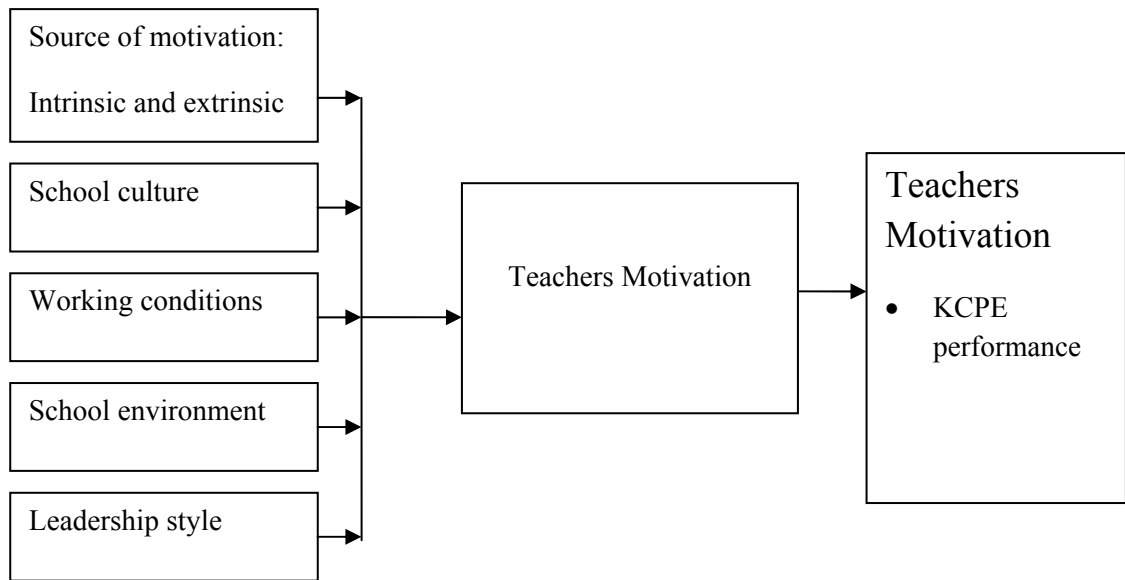 Source of motivation:
Intrinsic and extrinsic
School culture
Working conditions
School environment
Leadership style
Teachers Motivation
Teachers
Motivation
• KCPE
performance